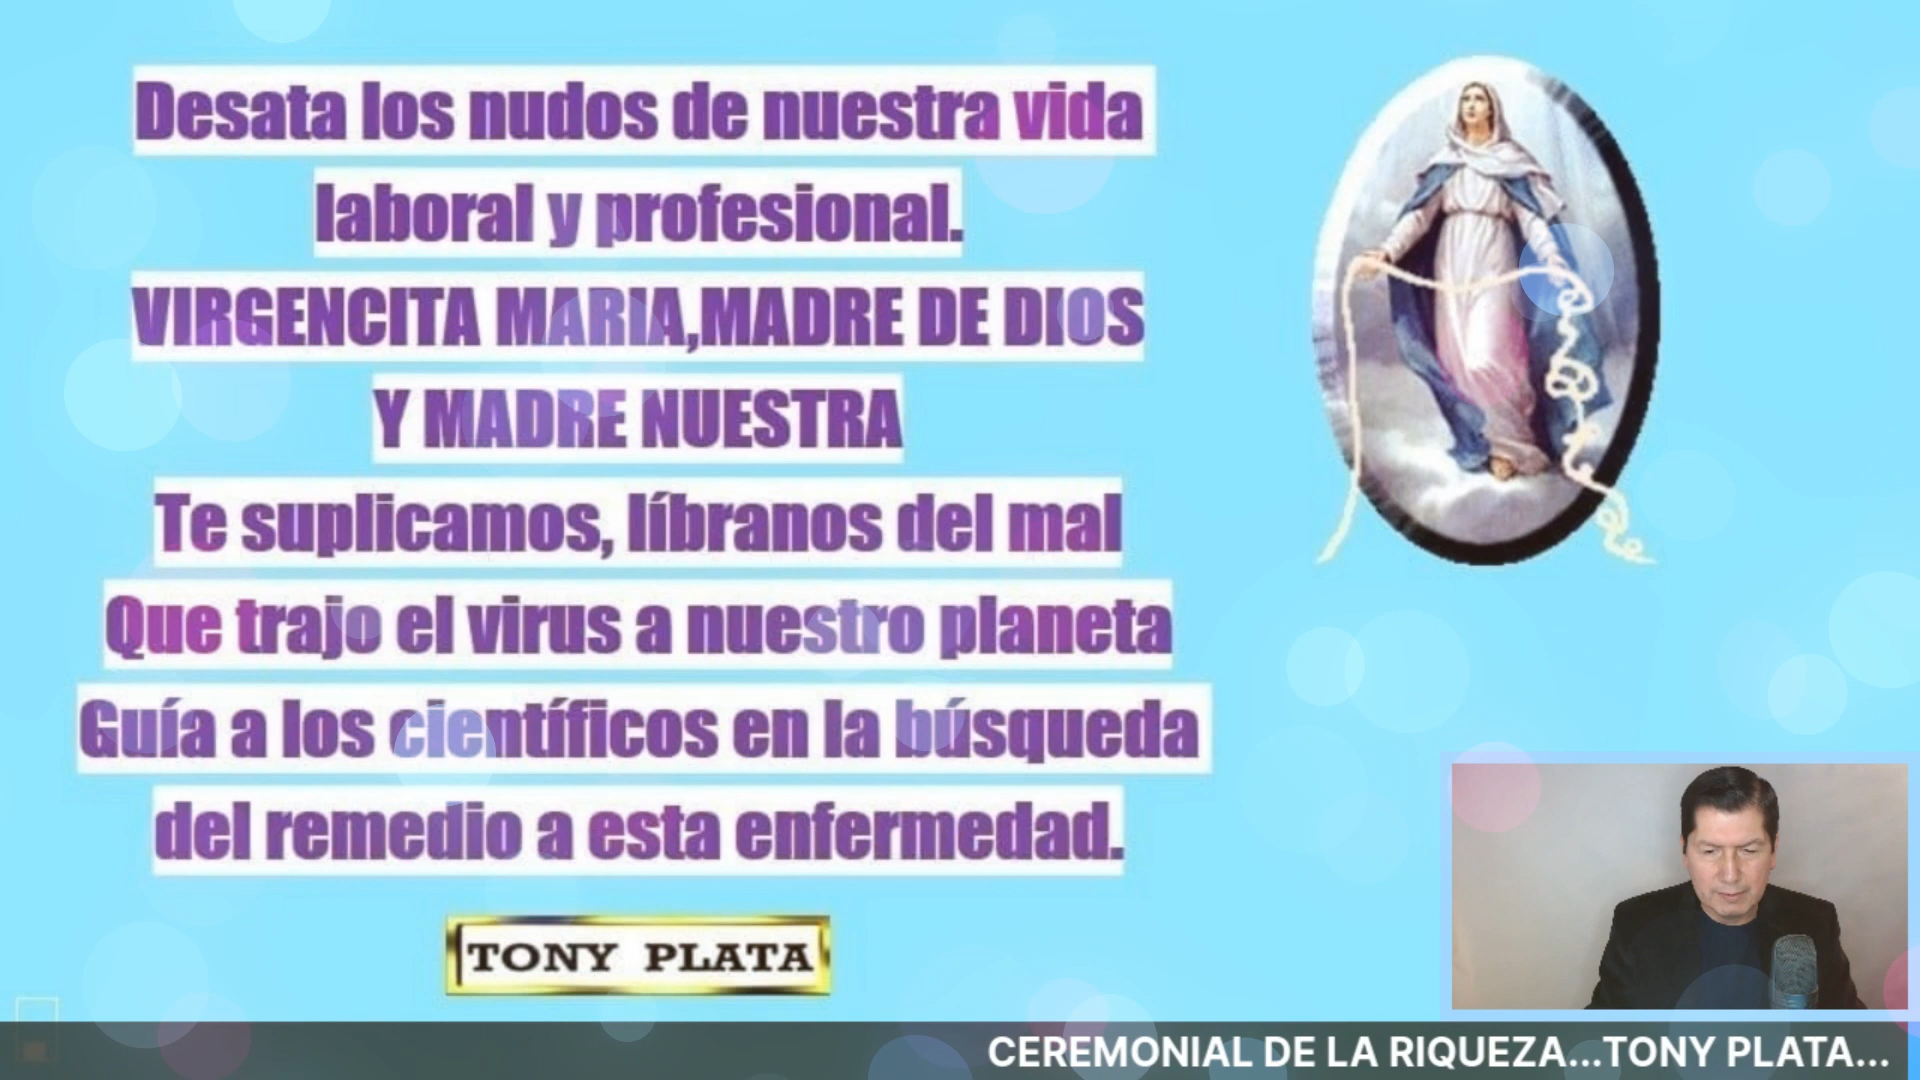 Desata los nudos de nuestra vida
laboral y profesional.
VIRGENCITA MARIA,MADRE DE DIOS
Y MADRE NUESTRA
Te suplicamos, líbranos del mal
Que trajo el virus a nuestro planeta
Guía a los científicos en la búsqueda
del remedio a esta enfermedad.
TONY PLATA
CEREMONIAL DE LA RIQUEZA...TONY PLATA...